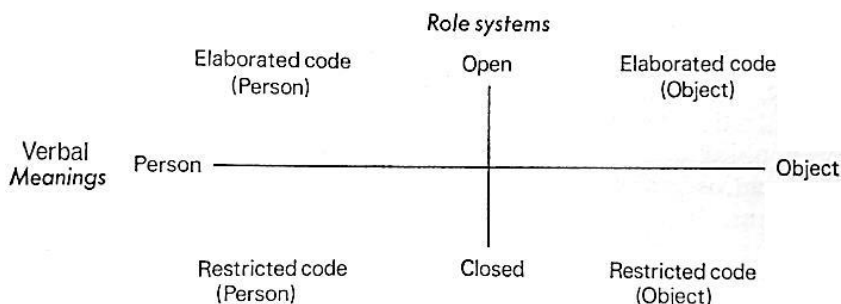 Role systems
Elaborated code
(Person)
Open
Elaborated code
(Object)
Verbal
Meanings
Person
Object
Restricted code
(Person)
Closed
Restricted code
(Object)